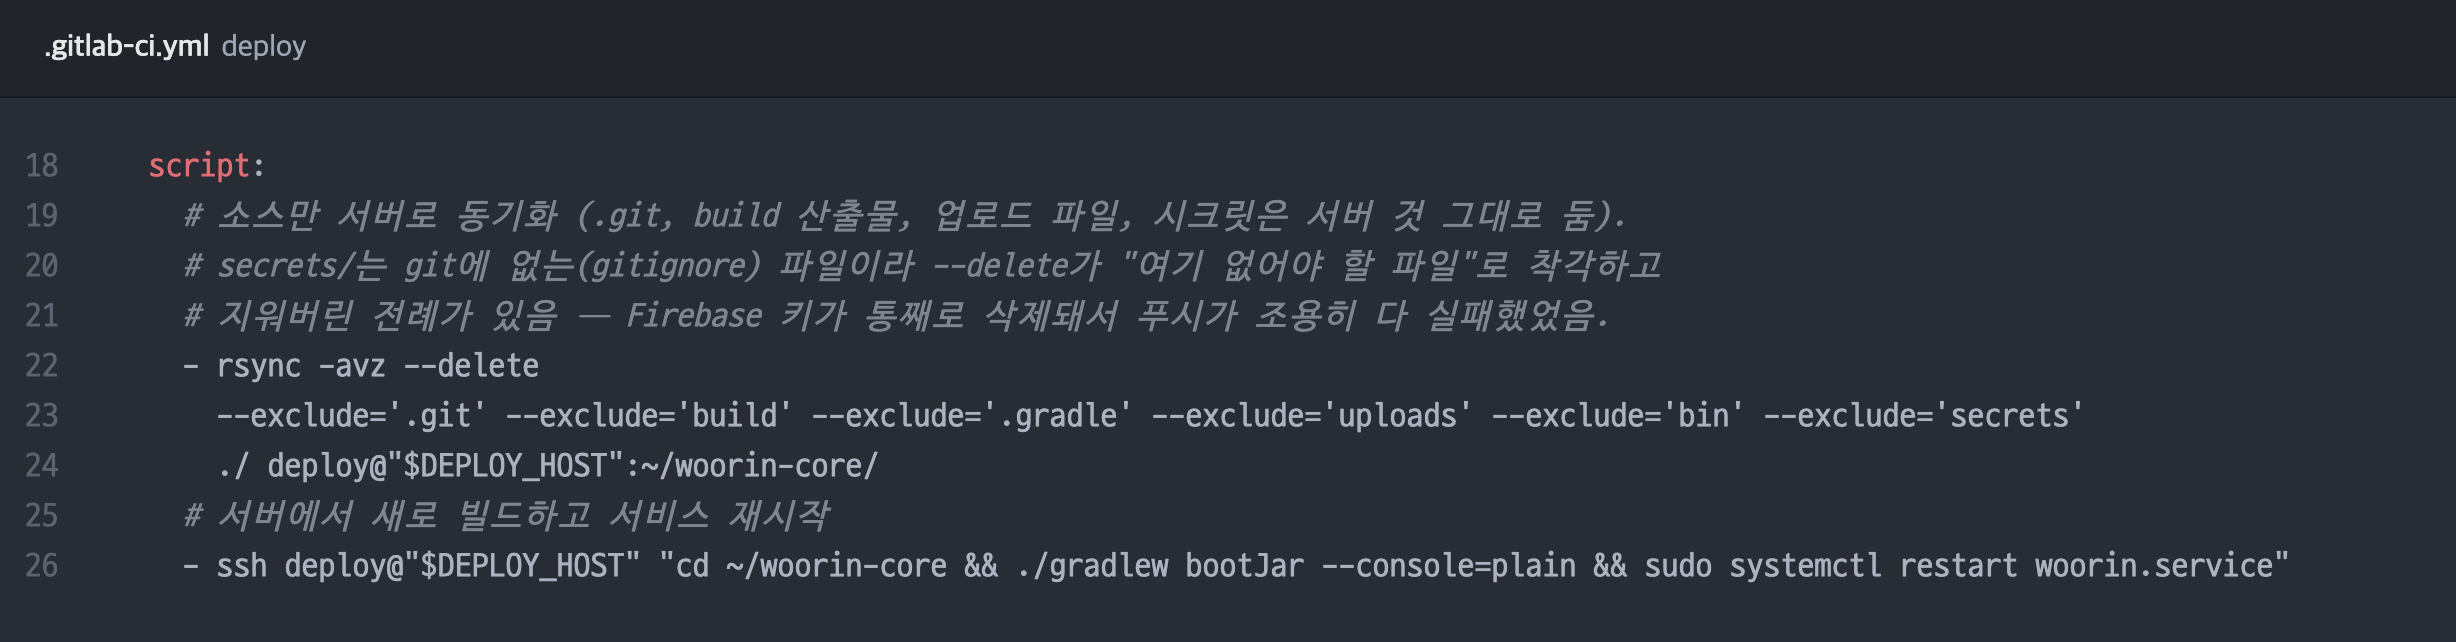 .gitlab-ci.yml deploy
18 script:
19 # 소스만 서버로 동기화 (.git, build 산출물, 업로드 파일, 시크릿은 서버 것 그대로 둠).
20 # secrets/는 git에 없는(gitignore) 파일이라 --delete가 "여기 없어야 할 파일"로 착각하고
21 # 지워버린 전례가 있음 — Firebase 키가 통째로 삭제돼서 푸시가 조용히 다 실패했었음.
22 - rsync -avz --delete
23 --exclude='.git' --exclude='build' --exclude='.gradle' --exclude='uploads' --exclude='bin' --exclude='secrets'
24 ./ deploy@"$DEPLOY_HOST":~/woorin-core/
25 # 서버에서 새로 빌드하고 서비스 재시작
26 - ssh deploy@"$DEPLOY_HOST" "cd ~/woorin-core && ./gradlew bootJar --console=plain && sudo systemctl restart woorin.service"